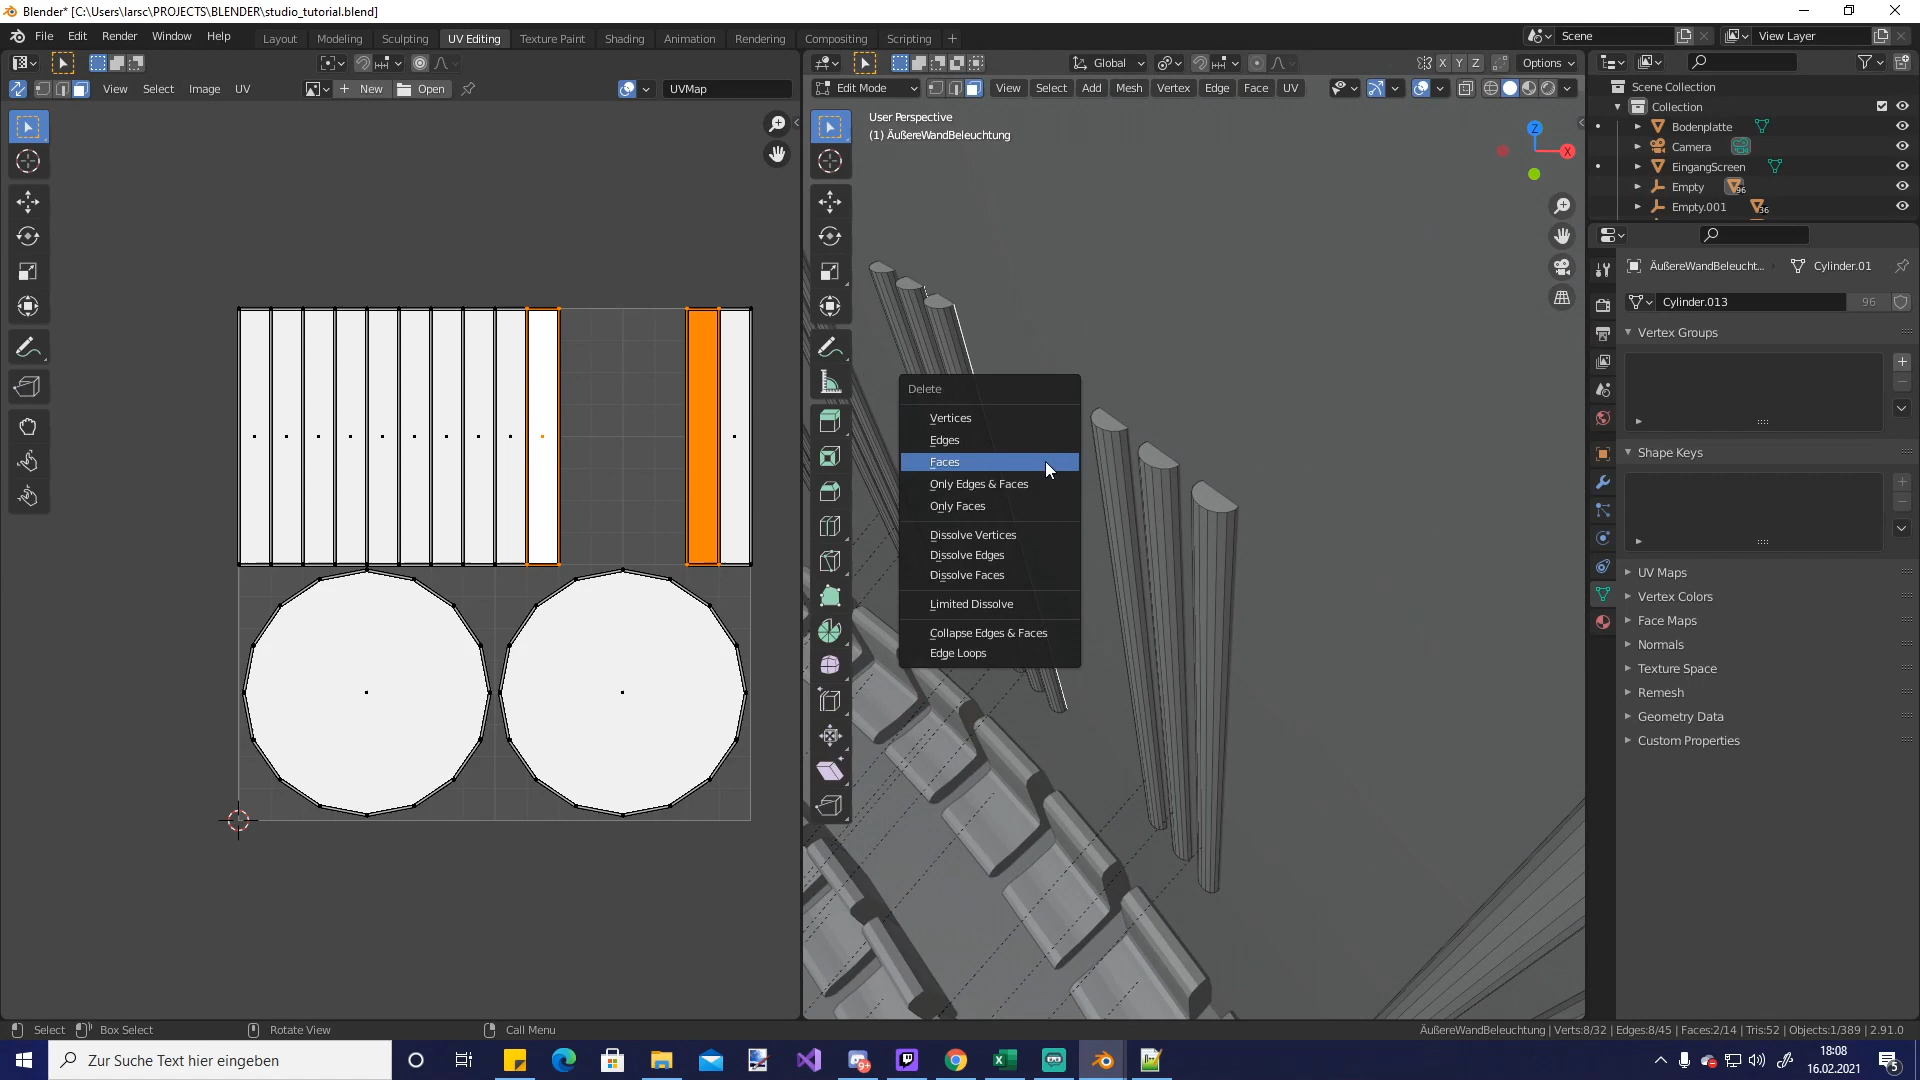 Blender* [C:\Users\larsc\PROJECTS\BLENDER\studio_tutorial.blend]
File Edit Render Window Help
Layout Modeling Sculpting UV Editing Texture Paint Shading Animation Rendering Compositing Scripting
Scene
View Layer
Global
X Y Z
Options
View Select Image UV
New
Open
UVMap
Edit Mode
View Select Add Mesh Vertex Edge Face UV
User Perspective
(1) ÄußereWandBeleuchtung
Z
X
Scene Collection
Collection
Bodenplatte
Camera
EingangScreen
Empty
96
Empty.001
36
ÄußereWandBeleucht...
Cylinder.01
Cylinder.013
96
Vertex Groups
Shape Keys
UV Maps
Vertex Colors
Face Maps
Normals
Texture Space
Remesh
Geometry Data
Custom Properties
Delete
Vertices
Edges
Faces
Only Edges & Faces
Only Faces
Dissolve Vertices
Dissolve Edges
Dissolve Faces
Limited Dissolve
Collapse Edges & Faces
Edge Loops
Select
Box Select
Rotate View
Call Menu
ÄußereWandBeleuchtung | Verts:8/32 | Edges:8/45 | Faces:2/14 | Tris:52 | Objects:1/389 | 2.91.0
Zur Suche Text hier eingeben
9+
18:08
16.02.2021
5